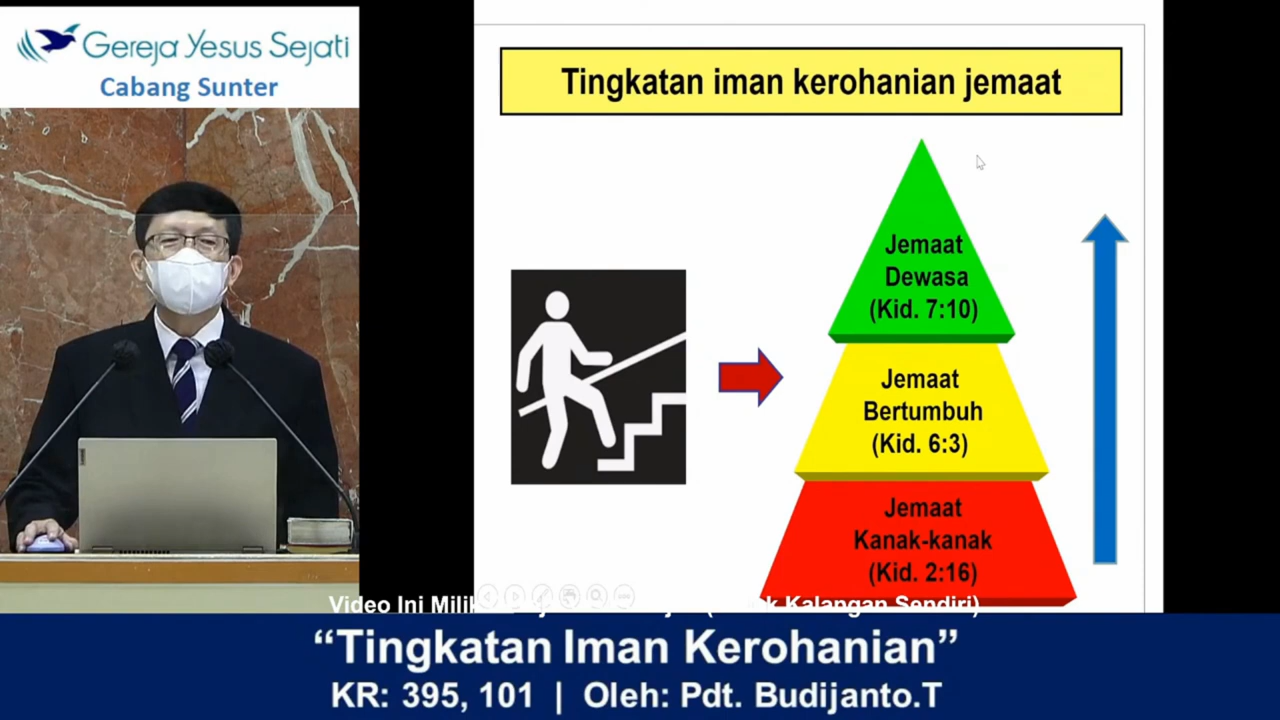 Gereja Yesus Sejati
Cabang Sunter
Tingkatan iman kerohanian jemaat
Jemaat
Dewasa
(Kid. 7:10)
Jemaat
Bertumbuh
(Kid. 6:3)
Jemaat
Kanak-kanak
(Kid. 2:16)
Video Ini Milik Kalangan Sendiri)
“Tingkatan Iman Kerohanian”
KR: 395, 101 | Oleh: Pdt. Budijanto.T